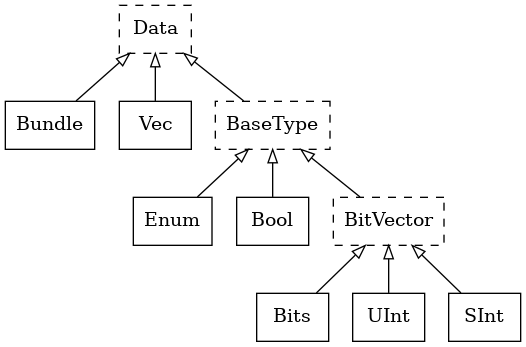 Data
Bundle
Vec
BaseType
Enum
Bool
BitVector
Bits
UInt
SInt